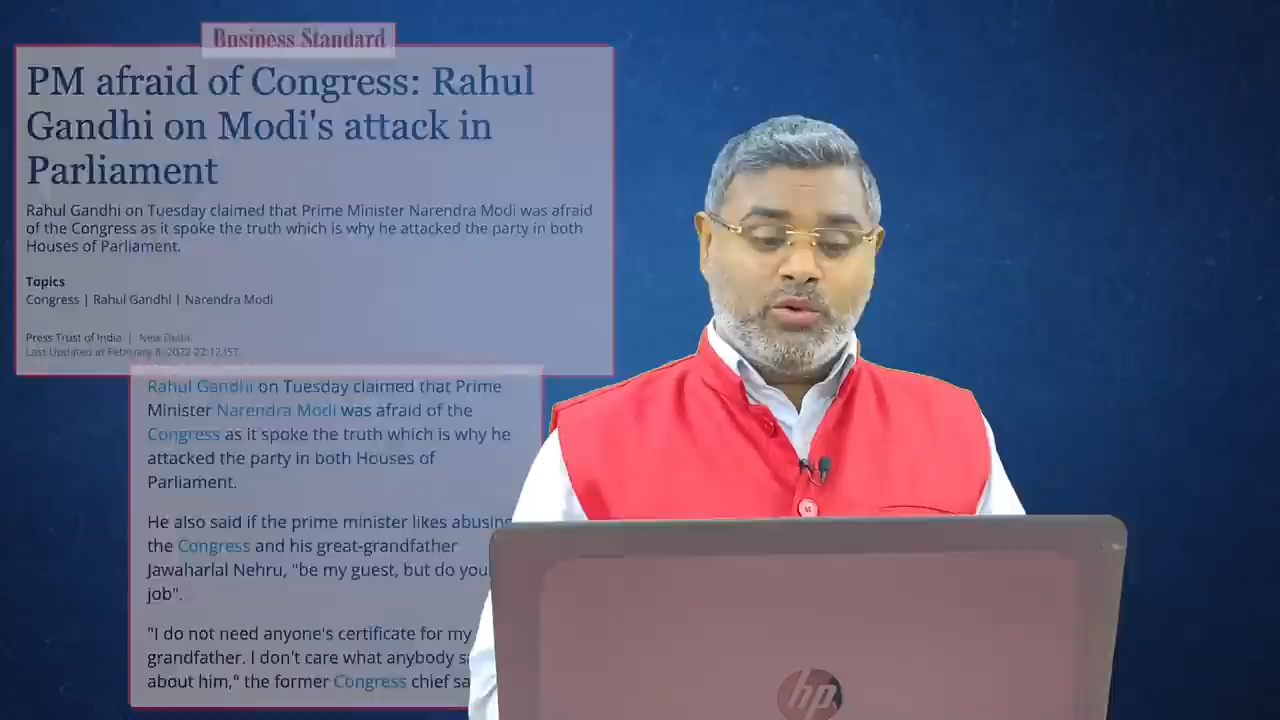 Business Standard
PM afraid of Congress: Rahul
Gandhi on Modi's attack in
Parliament
Rahul Gandhi on Tuesday claimed that Prime Minister Narendra Modi was afraid
of the Congress as it spoke the truth which is why he attacked the party in both
Houses of Parliament.
Topics
Congress | Rahul Gandhi | Narendra Modi
Press Trust of India | New Delhi
Last Updated at February 8, 2022 22:12 IST
Rahul Gandhi on Tuesday claimed that Prime
Minister Narendra Modi was afraid of the
Congress as it spoke the truth which is why he
attacked the party in both Houses of
Parliament.
He also said if the prime minister likes abusing
the Congress and his great-grandfather
Jawaharlal Nehru, "be my guest, but do you
job".
"I do not need anyone's certificate for my
grandfather. I don't care what anybody s
about him," the former Congress chief sa
hp